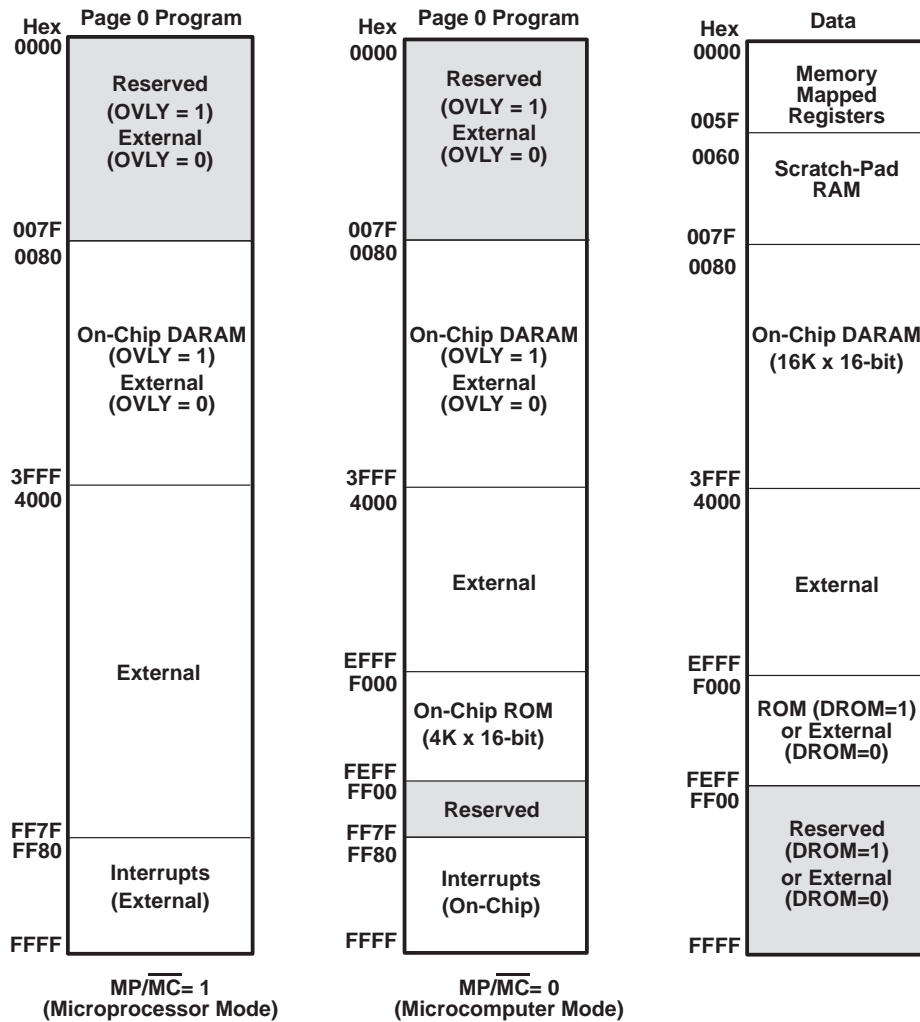 Hex
Page 0 Program
0000
Reserved
(OVLY = 1)
External
(OVLY = 0)
007F
0080
On-Chip DARAM
(OVLY = 1)
External
(OVLY = 0)
3FFF
4000
External
FF7F
FF80
Interrupts
(External)
FFFF
MP/M̅C̅= 1
(Microprocessor Mode)
Hex
Page 0 Program
0000
Reserved
(OVLY = 1)
External
(OVLY = 0)
007F
0080
On-Chip DARAM
(OVLY = 1)
External
(OVLY = 0)
3FFF
4000
External
EFFF
F000
On-Chip ROM
(4K x 16-bit)
FEFF
FF00
Reserved
FF7F
FF80
Interrupts
(On-Chip)
FFFF
MP/M̅C̅= 0
(Microcomputer Mode)
Hex
Data
0000
Memory
Mapped
Registers
005F
0060
Scratch-Pad
RAM
007F
0080
On-Chip DARAM
(16K x 16-bit)
3FFF
4000
External
EFFF
F000
ROM (DROM=1)
or External
(DROM=0)
FEFF
FF00
Reserved
(DROM=1)
or External
(DROM=0)
FFFF